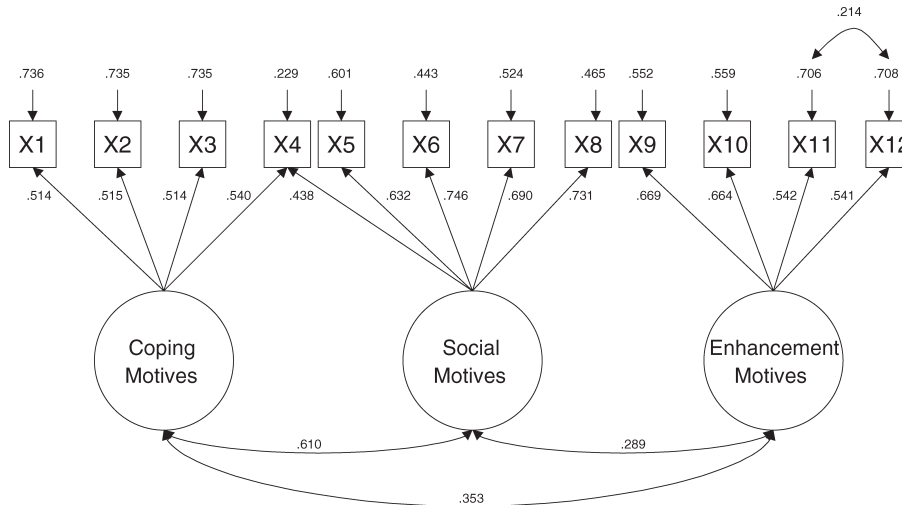 .214
.736 .735 .735 .229 .601 .443 .524 .465 .552 .559 .706 .708
X1 X2 X3 X4 X5 X6 X7 X8 X9 X10 X11 X12
.514 .515 .514 .540 .438 .632 .746 .690 .731 .669 .664 .542 .541
Coping
Motives
Social
Motives
Enhancement
Motives
.610
.289
.353